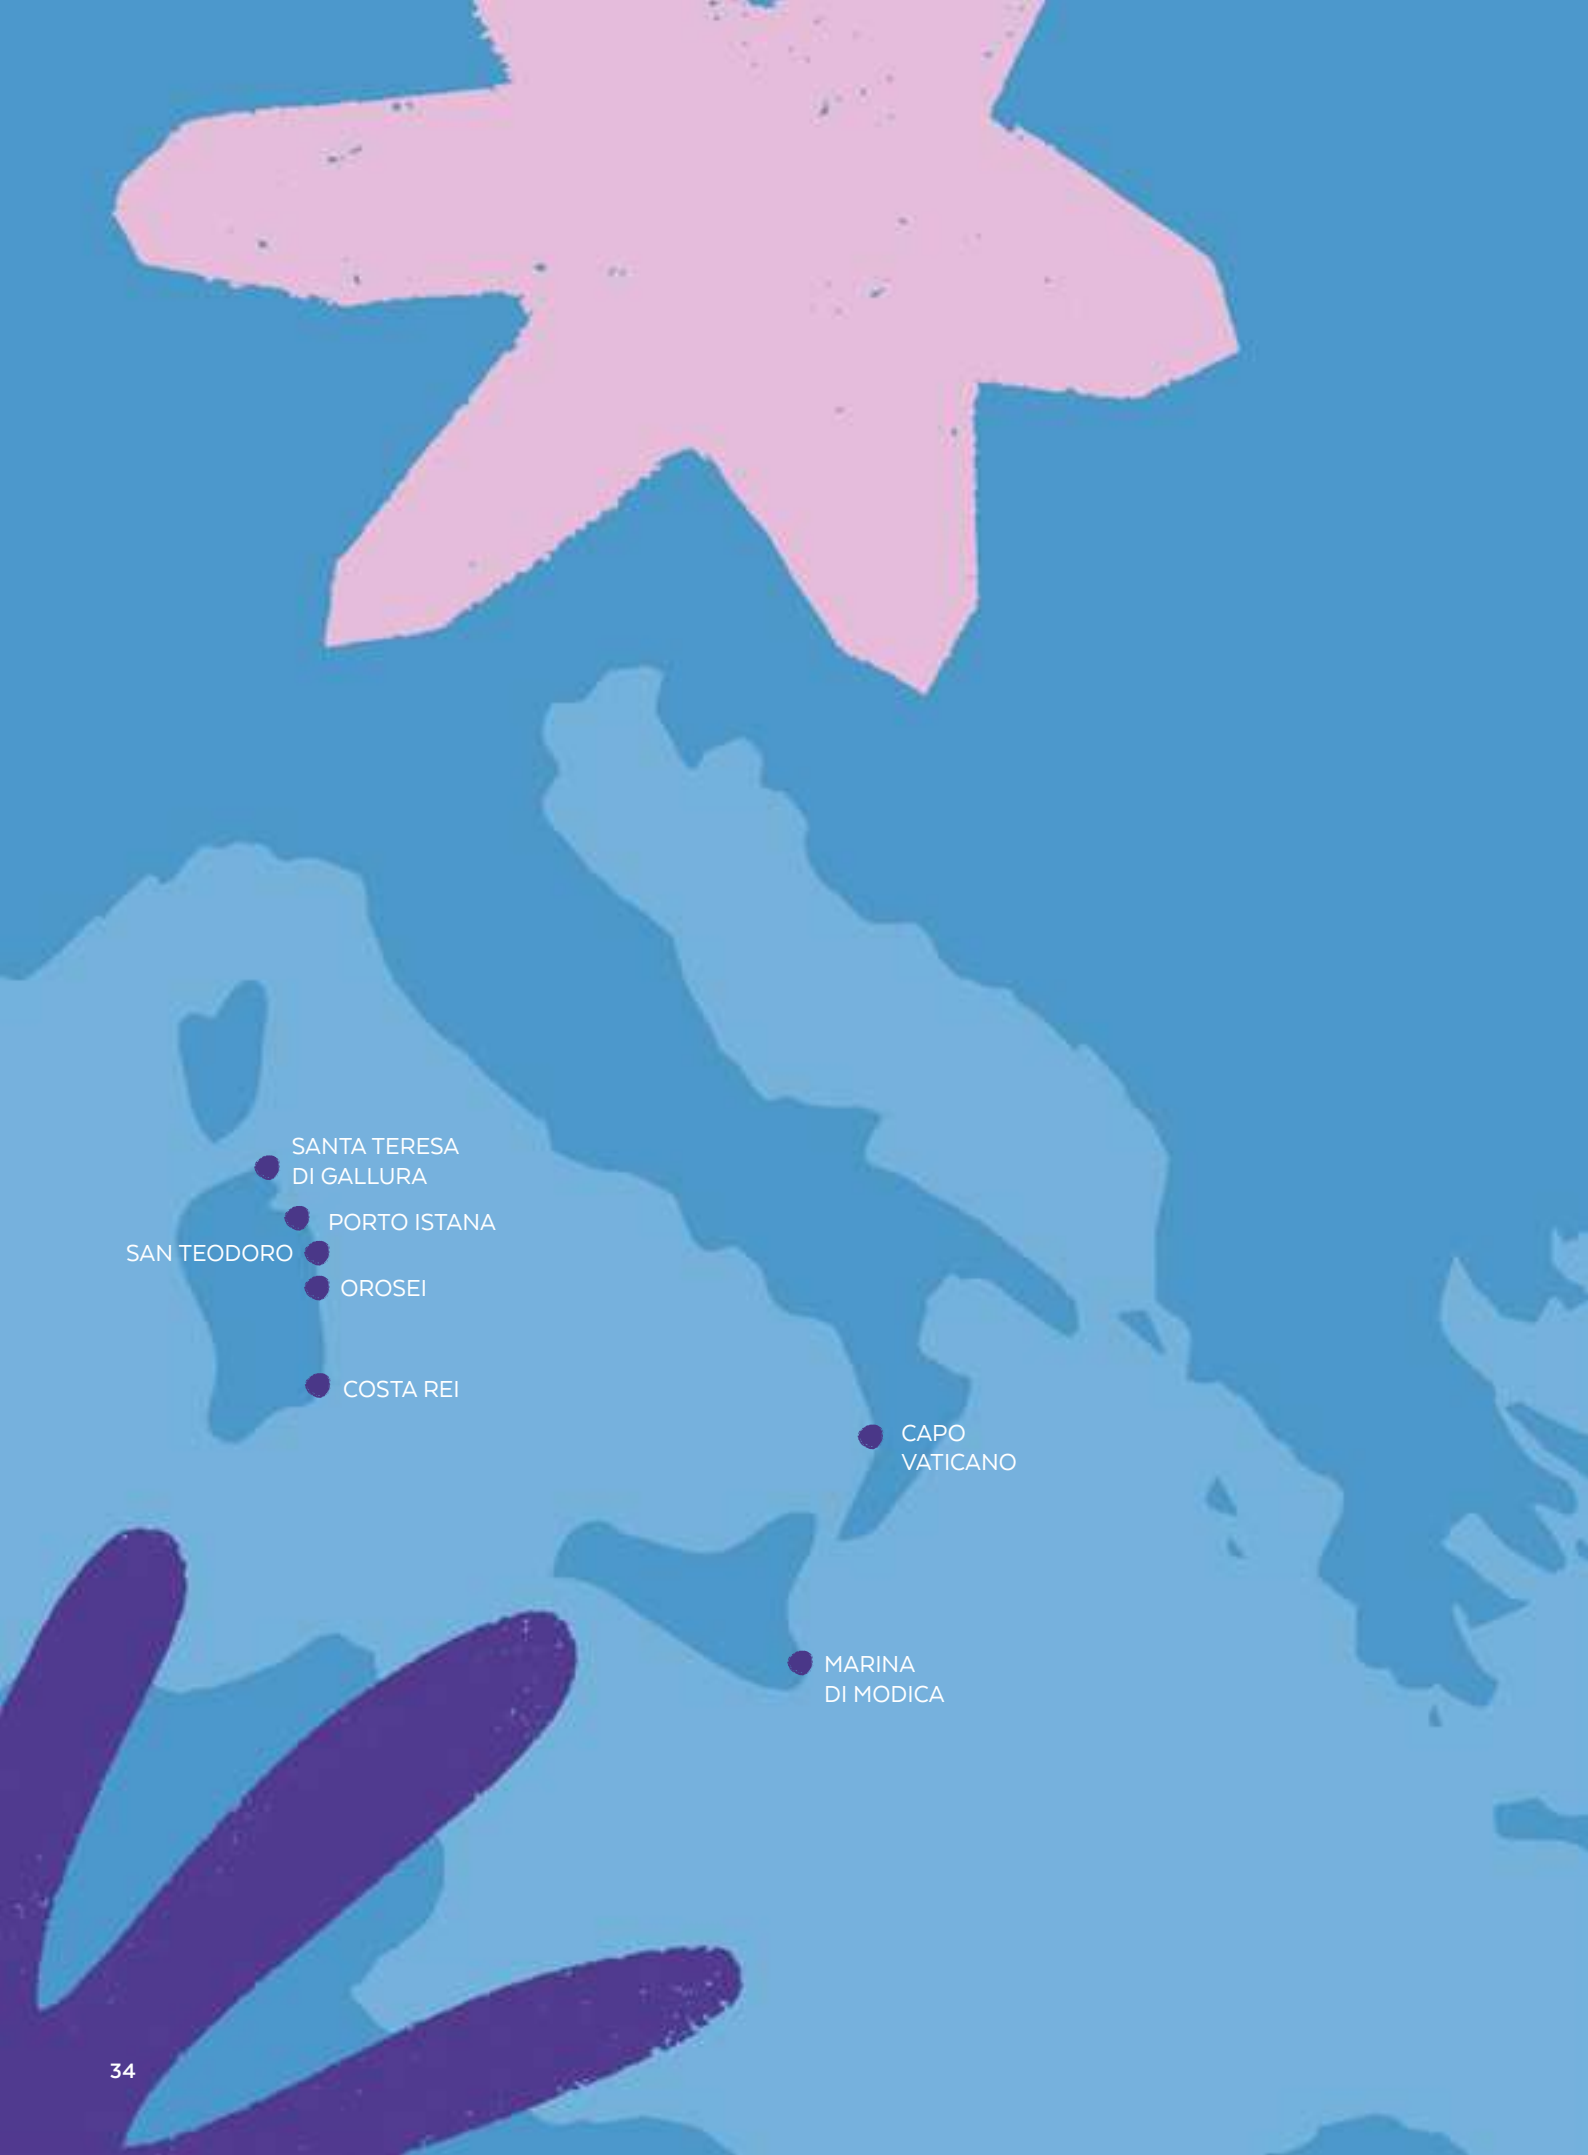 SANTA TERESA
DI GALLURA
PORTO ISTANA
SAN TEODORO
OROSEI
COSTA REI
CAPO
VATICANO
MARINA
DI MODICA
34